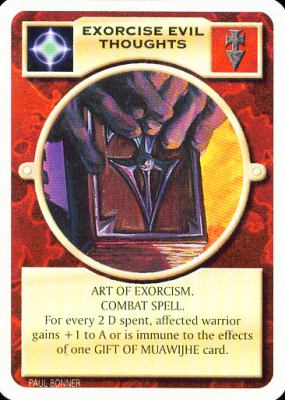 EXORCISE EVIL
THOUGHTS
ART OF EXORCISM.
COMBAT SPELL.
For every 2 D spent, affected warrior
gains +1 to A or is immune to the effects
of one GIFT OF MUAWIJHE card.
PAUL BONNER